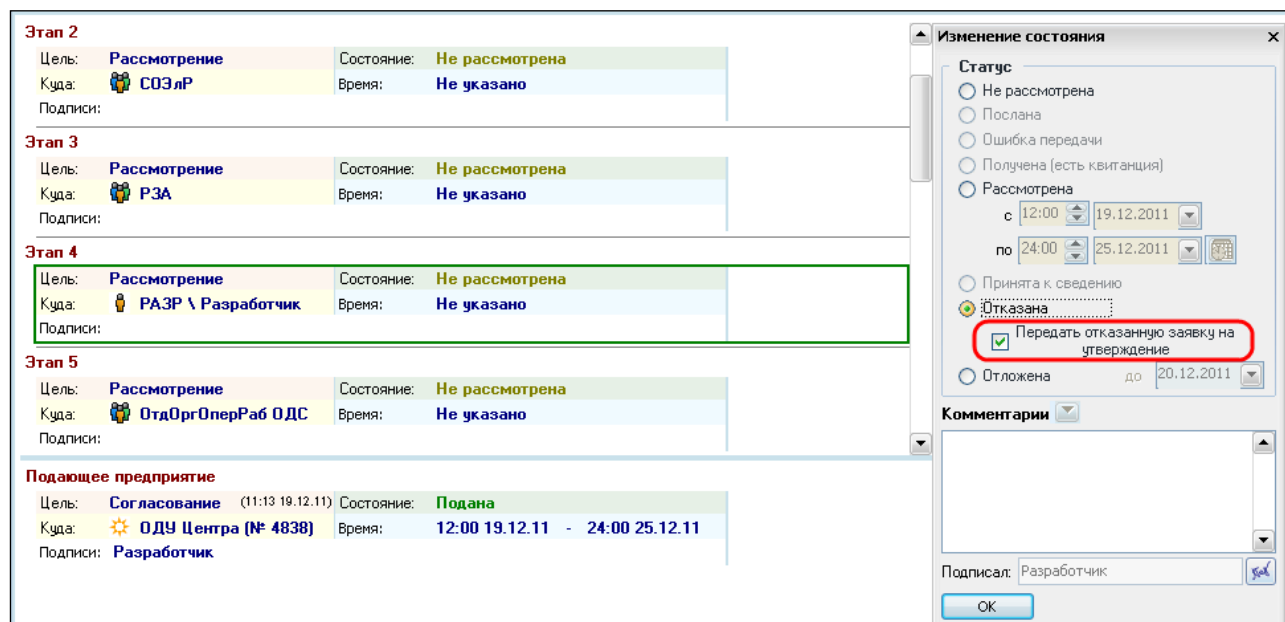 Этап 2
Цель: Рассмотрение Состояние: Не рассмотрена
Куда: СОЭлР Время: Не указано
Подписи:
Этап 3
Цель: Рассмотрение Состояние: Не рассмотрена
Куда: РЗА Время: Не указано
Подписи:
Этап 4
Цель: Рассмотрение Состояние: Не рассмотрена
Куда: РАЗР \ Разработчик Время: Не указано
Подписи:
Этап 5
Цель: Рассмотрение Состояние: Не рассмотрена
Куда: ОтдОргОперРаб ОДС Время: Не указано
Подписи:
Подающее предприятие
Цель: Согласование (11:13 19.12.11) Состояние: Подана
Куда: ОДУ Центра (№ 4838) Время: 12:00 19.12.11 - 24:00 25.12.11
Подписи: Разработчик
Изменение состояния
Статус
Не рассмотрена
Послана
Ошибка передачи
Получена (есть квитанция)
Рассмотрена
с 12:00 19.12.2011
по 24:00 25.12.2011
Принята к сведению
Отказана
Передать отказанную заявку на
утверждение
Отложена до 20.12.2011
Комментарии
Подписал: Разработчик
ОК